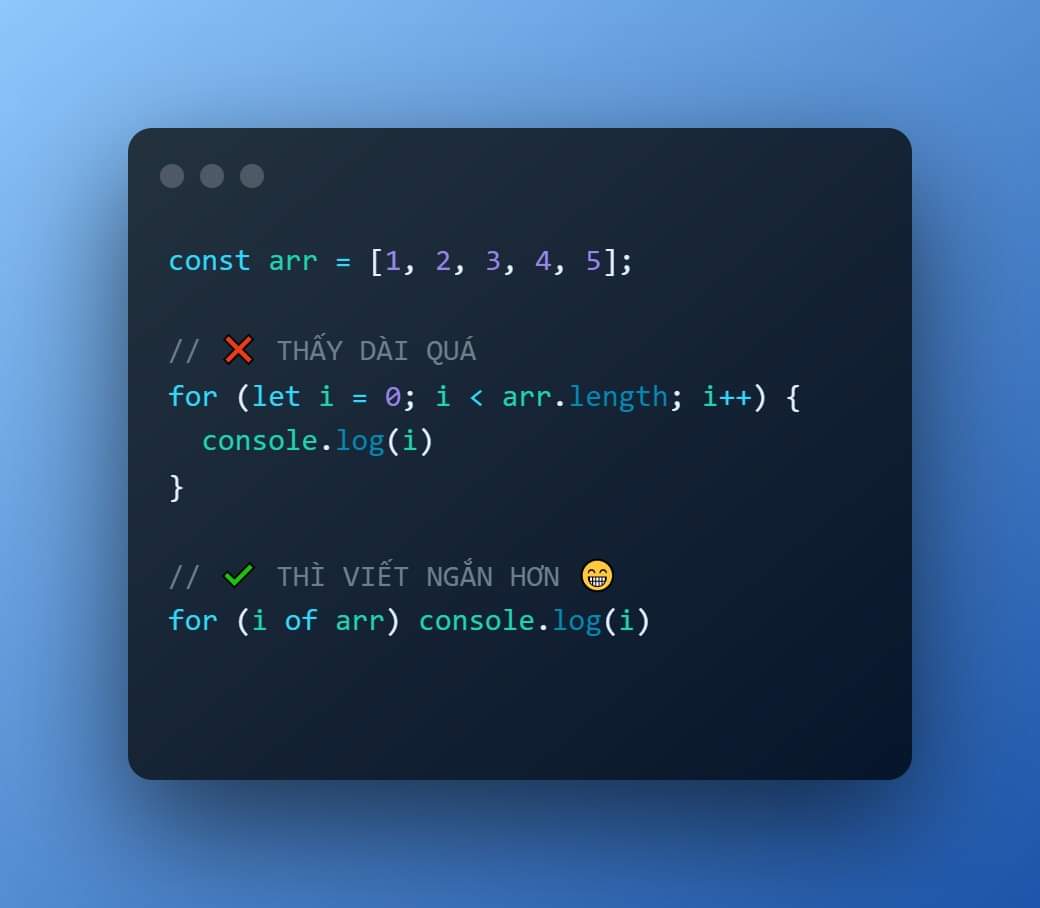 const arr = [1, 2, 3, 4, 5];
// ❌ THẤY DÀI QUÁ
for (let i = 0; i < arr.length; i++) {
  console.log(i)
}
// ✔ THÌ VIẾT NGẮN HƠN 😁
for (i of arr) console.log(i)